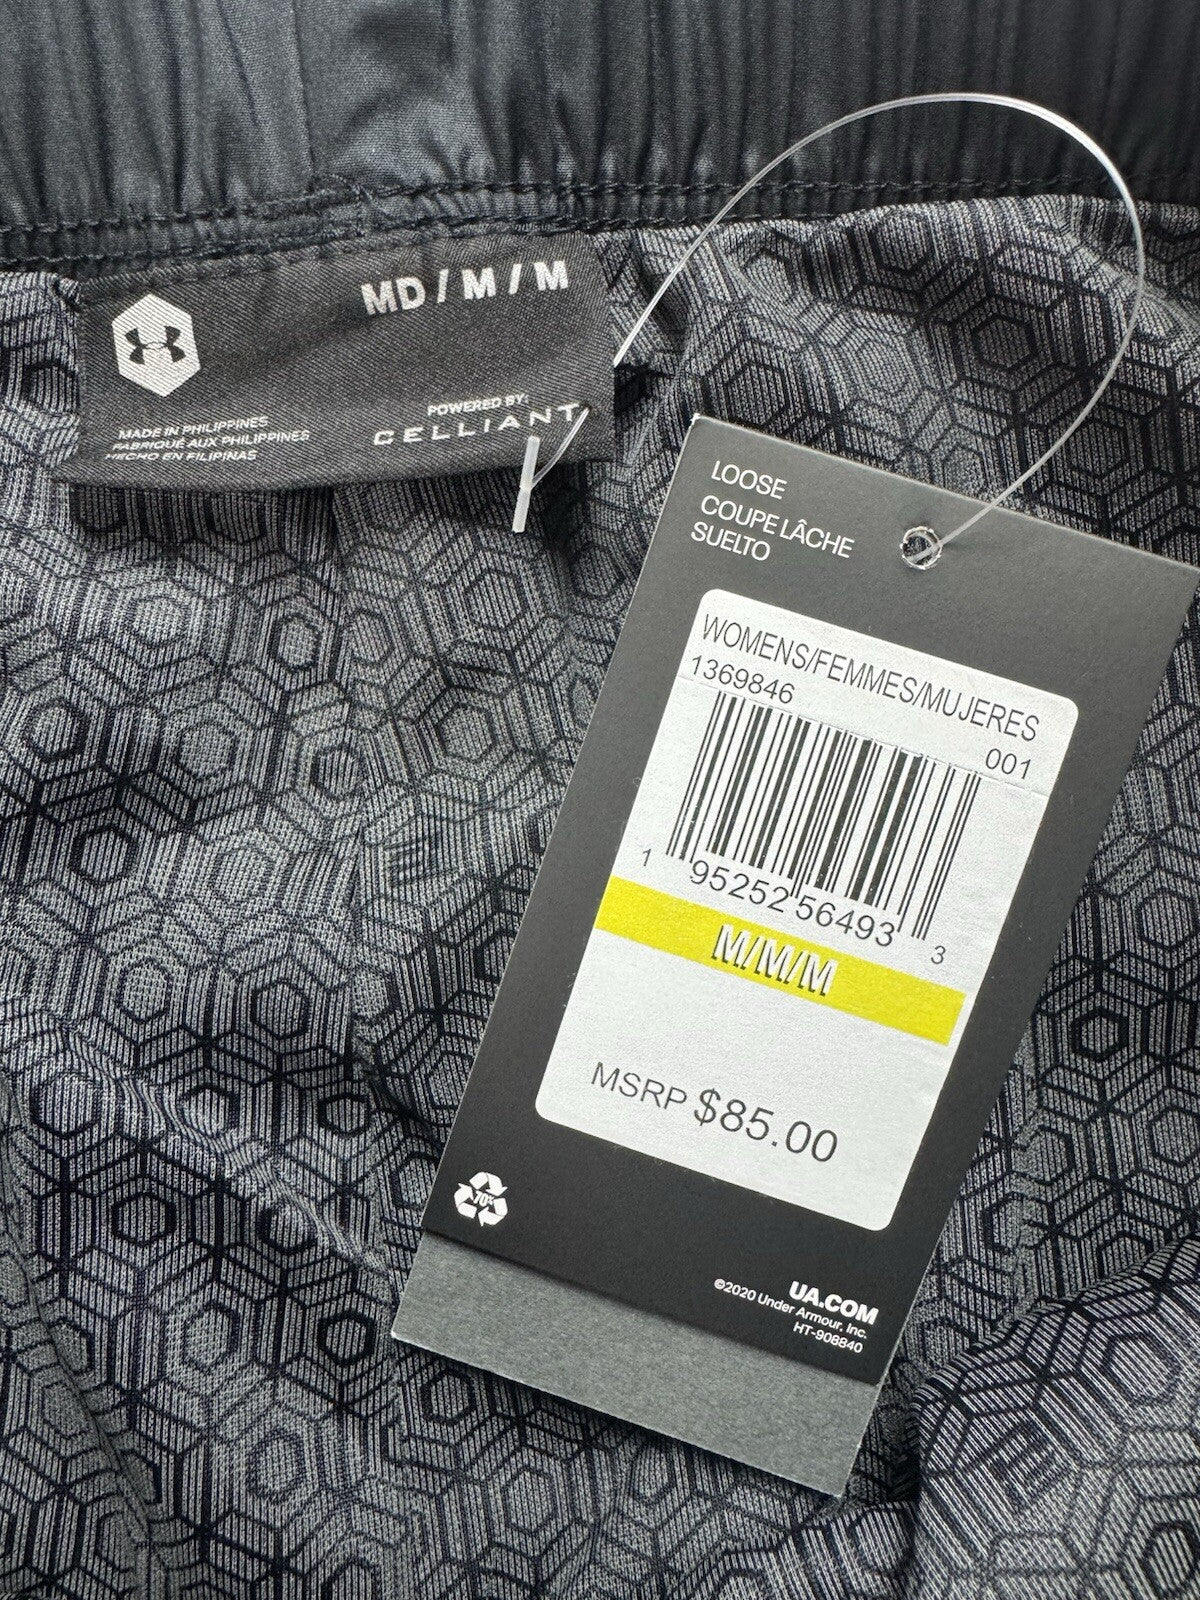 MD / M / M
MADE IN PHILIPPINES
FABRIQUÉ AUX PHILIPPINES
HECHO EN FILIPINAS
POWERED BY:
CELLIANT
LOOSE
COUPE LÂCHE
SUELTO
WOMENS/FEMMES/MUJERES
1369846
001
1 95252 56493 3
M/M/M
MSRP $85.00
70%
UA.COM
©2020 Under Armour, Inc.
HT-908840